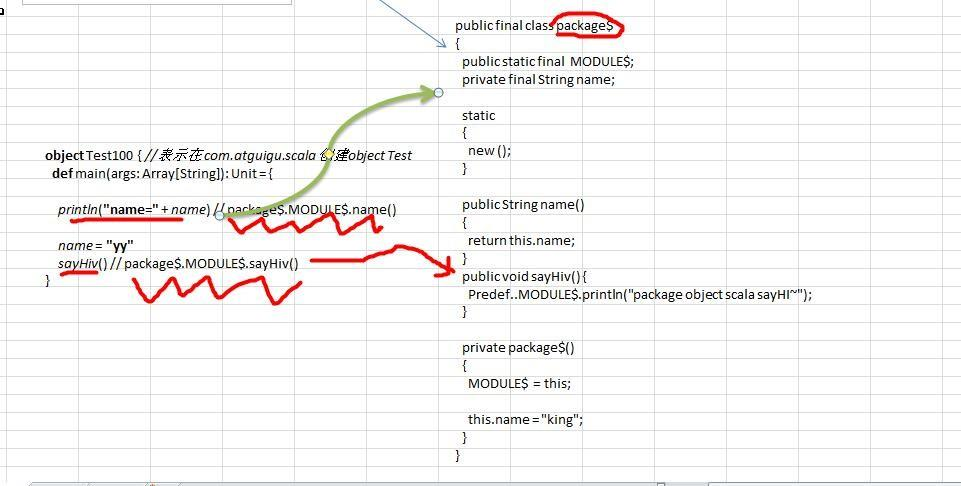 object Test100 { //表示在 com.atguigu.scala 创建object Test
def main(args: Array[String]): Unit = {
println("name=" + name) // package$.MODULE$.name()
name = "yy"
sayHiv() // package$.MODULE$.sayHiv()
}
public final class package$
{
public static final  MODULE$;
private final String name;
static
{
new ();
}
public String name()
{
return this.name;
}
public void sayHiv() {
Predef..MODULE$.println("package object scala sayHI~");
}
private package$()
{
MODULE$ = this;
this.name = "king";
}
}